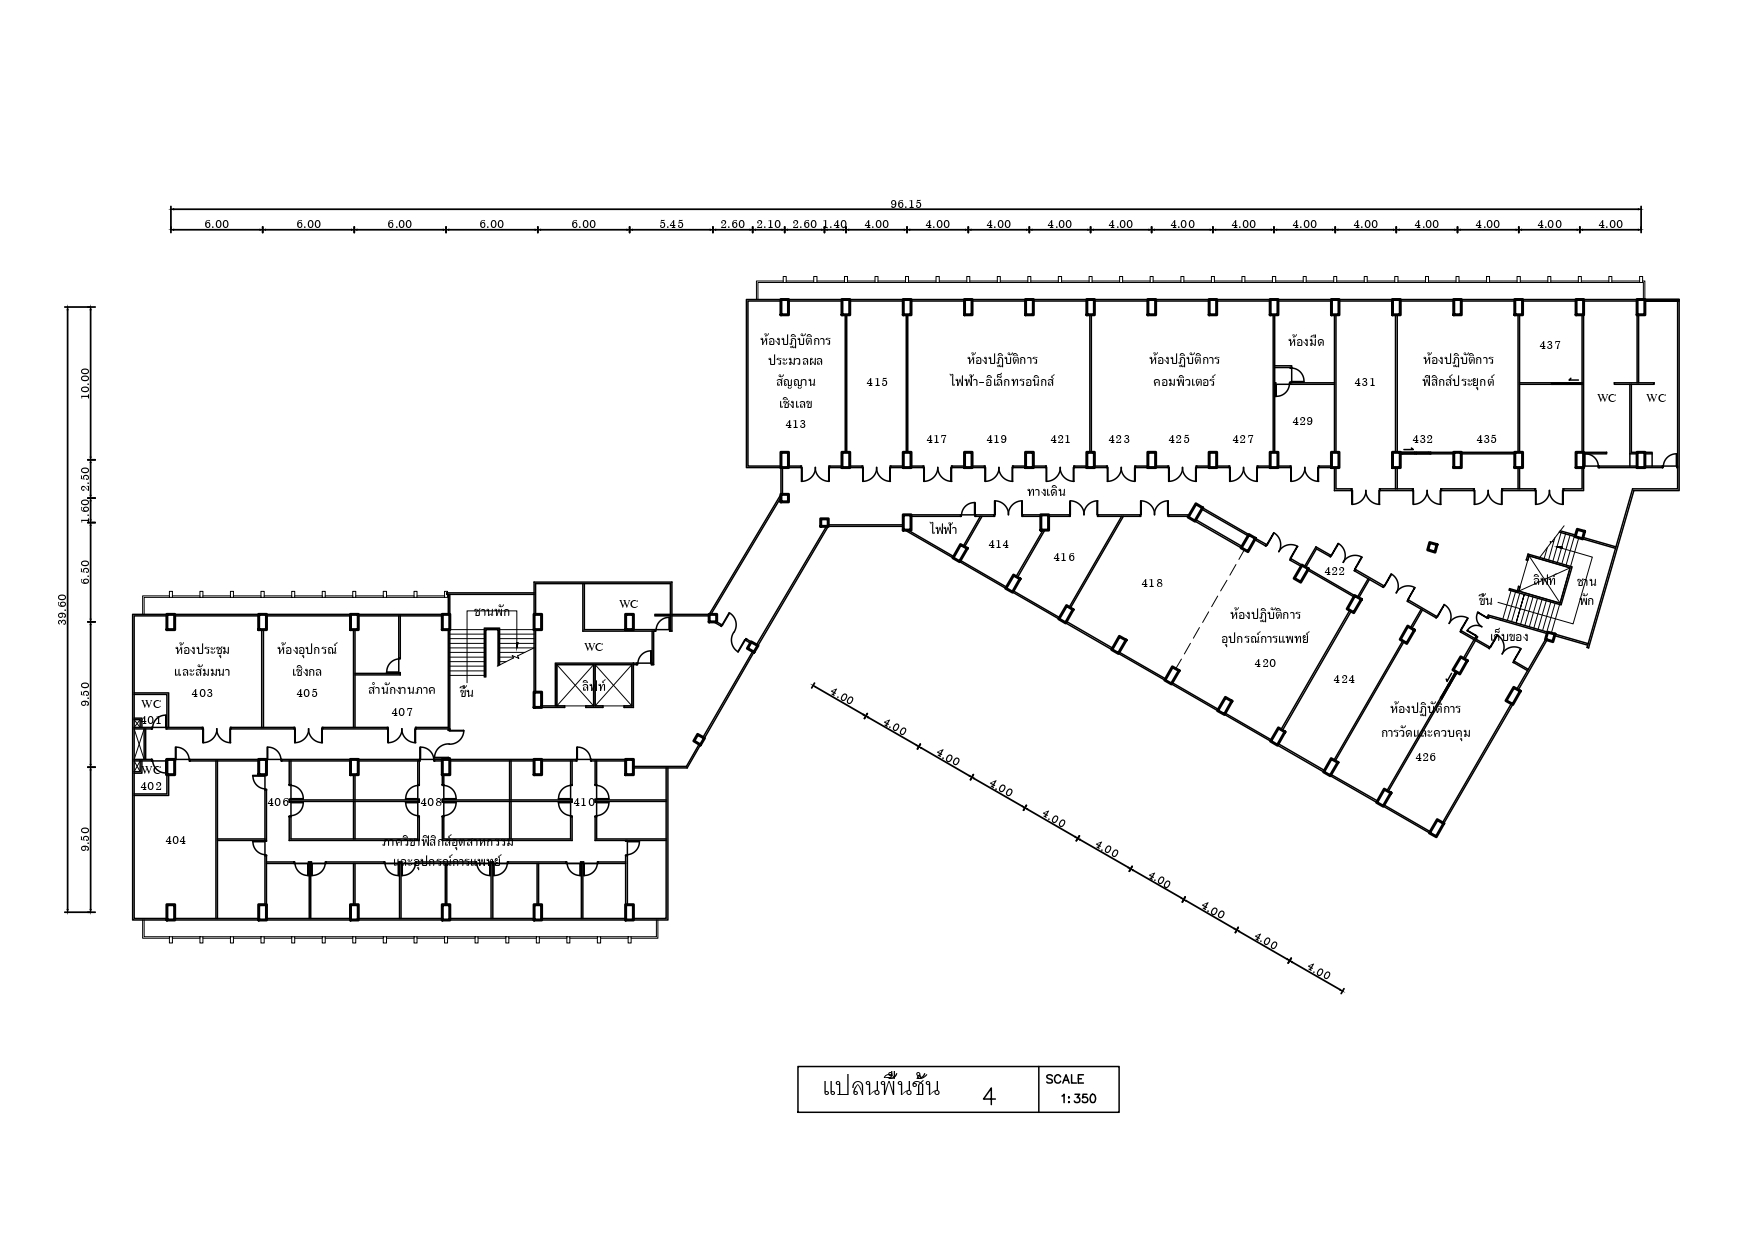 96.15
6.00 6.00 6.00 6.00 6.00 5.45 2.60 2.10 2.60 1.40 4.00 4.00 4.00 4.00 4.00 4.00 4.00 4.00 4.00 4.00 4.00 4.00 4.00
39.60
10.00
2.50
1.60
6.50
9.50
9.50
ห้องปฏิบัติการ
ประมวลผล
สัญญาน
เชิงเลข
413
415
ห้องปฏิบัติการ
ไฟฟ้า-อิเล็กทรอนิกส์
417 419 421
ห้องปฏิบัติการ
คอมพิวเตอร์
423 425 427
ห้องมืด
429
431
ห้องปฏิบัติการ
ฟิสิกส์ประยุกต์
432 435
437
WC
WC
ทางเดิน
ไฟฟ้า
414
416
418
ห้องปฏิบัติการ
อุปกรณ์การแพทย์
420
422
424
ห้องปฏิบัติการ
การวัดและควบคุม
426
ลิฟท์
ชาน
พัก
ขึ้น
เก็บของ
ชานพัก
WC
WC
ลิฟท์
ขึ้น
ห้องประชุม
และสัมมนา
403
ห้องอุปกรณ์
เชิงกล
405
สำนักงานภาค
407
WC
401
WC
402
404
406
408
410
ภาควิชาฟิสิกส์อุตสาหกรรม
และอุปกรณ์การแพทย์
4.00
4.00
4.00
4.00
4.00
4.00
4.00
4.00
4.00
4.00
แปลนพื้นชั้น 4
SCALE
1:350